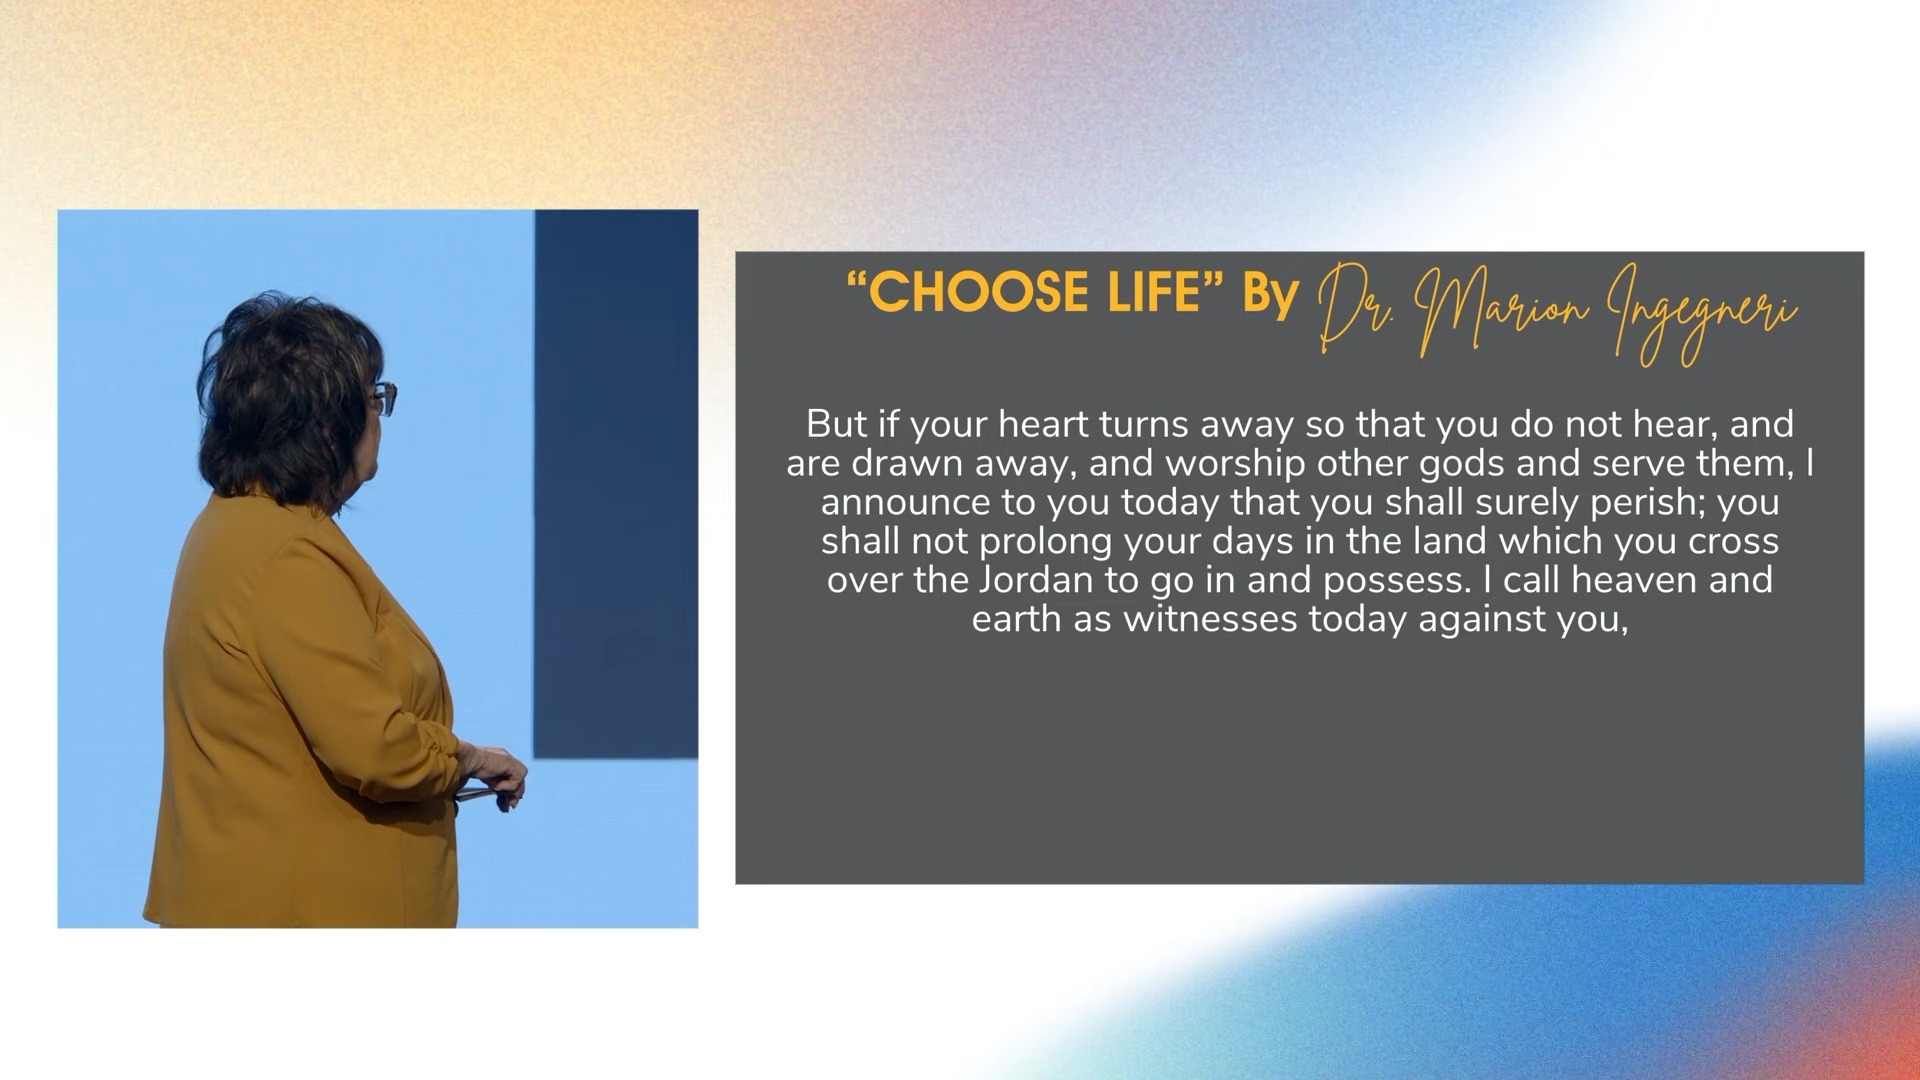 “CHOOSE LIFE” By Dr. Marion Ingegneri
But if your heart turns away so that you do not hear, and
are drawn away, and worship other gods and serve them, I
announce to you today that you shall surely perish; you
shall not prolong your days in the land which you cross
over the Jordan to go in and possess. I call heaven and
earth as witnesses today against you,